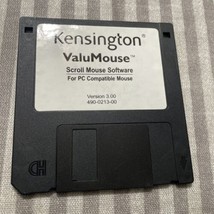 Kensington®
ValuMouse™
Scroll Mouse Software
For PC Compatible Mouse
Version 3.00
490-0213-00